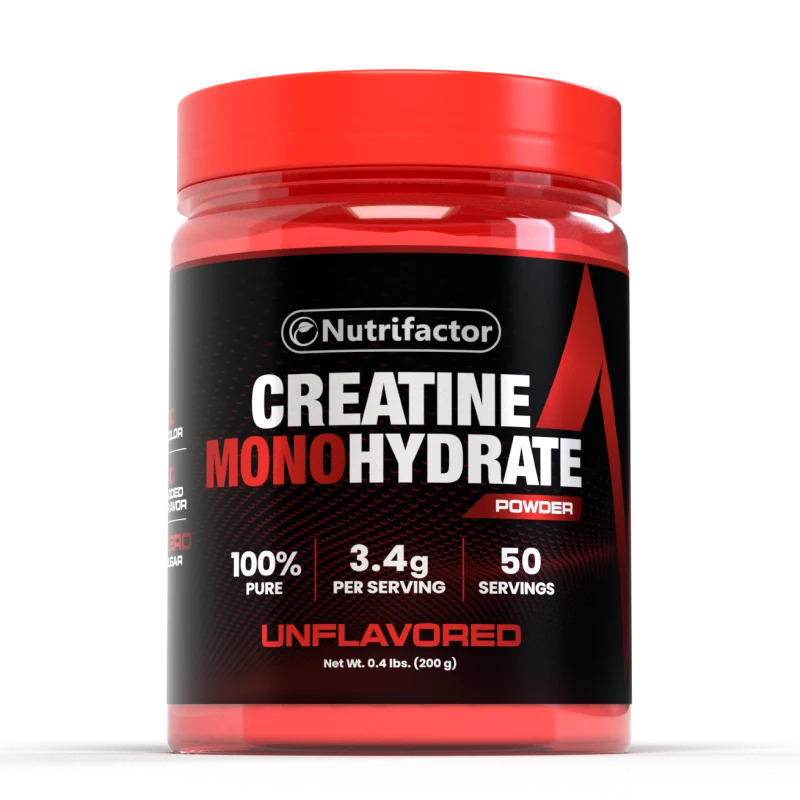 Nutrifactor
CREATINE
MONOHYDRATE
POWDER
100%
PURE
3.4g
PER SERVING
50
SERVINGS
UNFLAVORED
Net Wt. 0.4 lbs. (200 g)